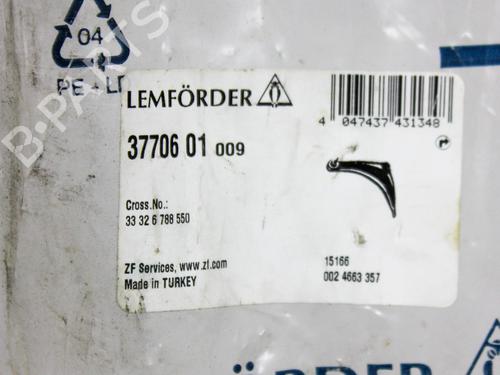 04
PE-LD
B-PARTS
LEMFÖRDER
4 047437 431348
37706 01 009
Cross.No.:
33 32 6 788 550
ZF Services, www.zf.com
Made in TURKEY
15166
002 4663 357
ÖRDER